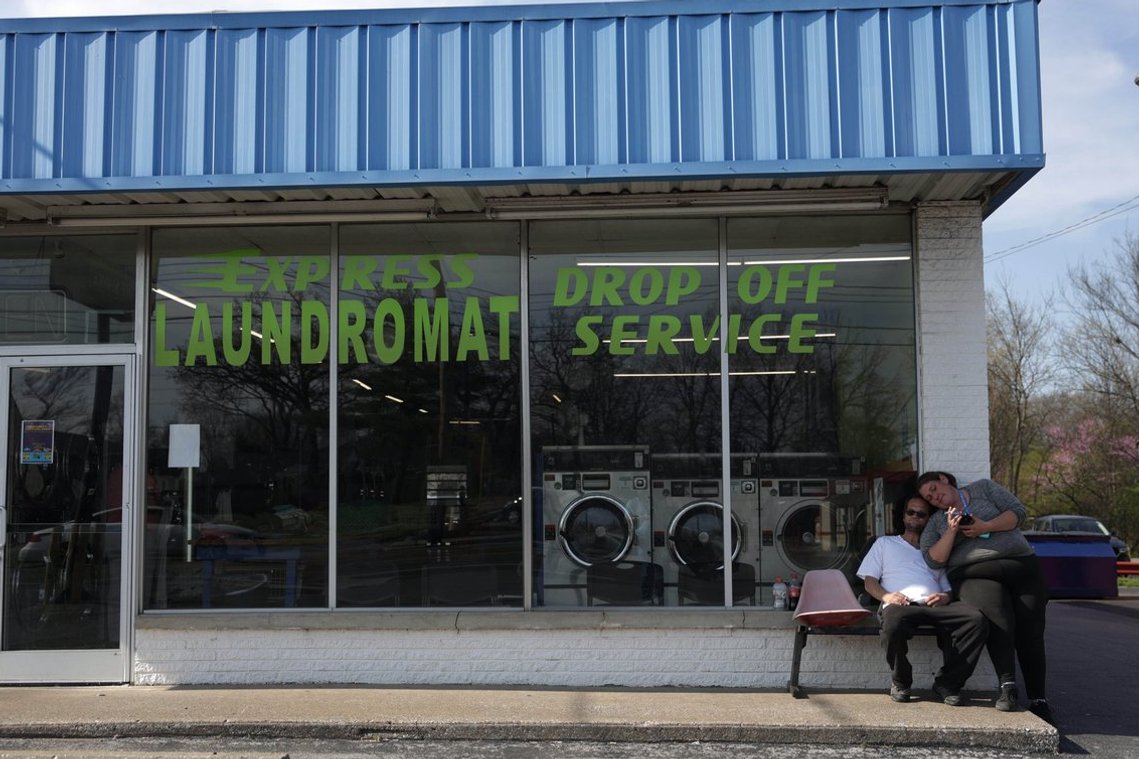 EXPRESS
LAUNDROMAT
DROP OFF
SERVICE